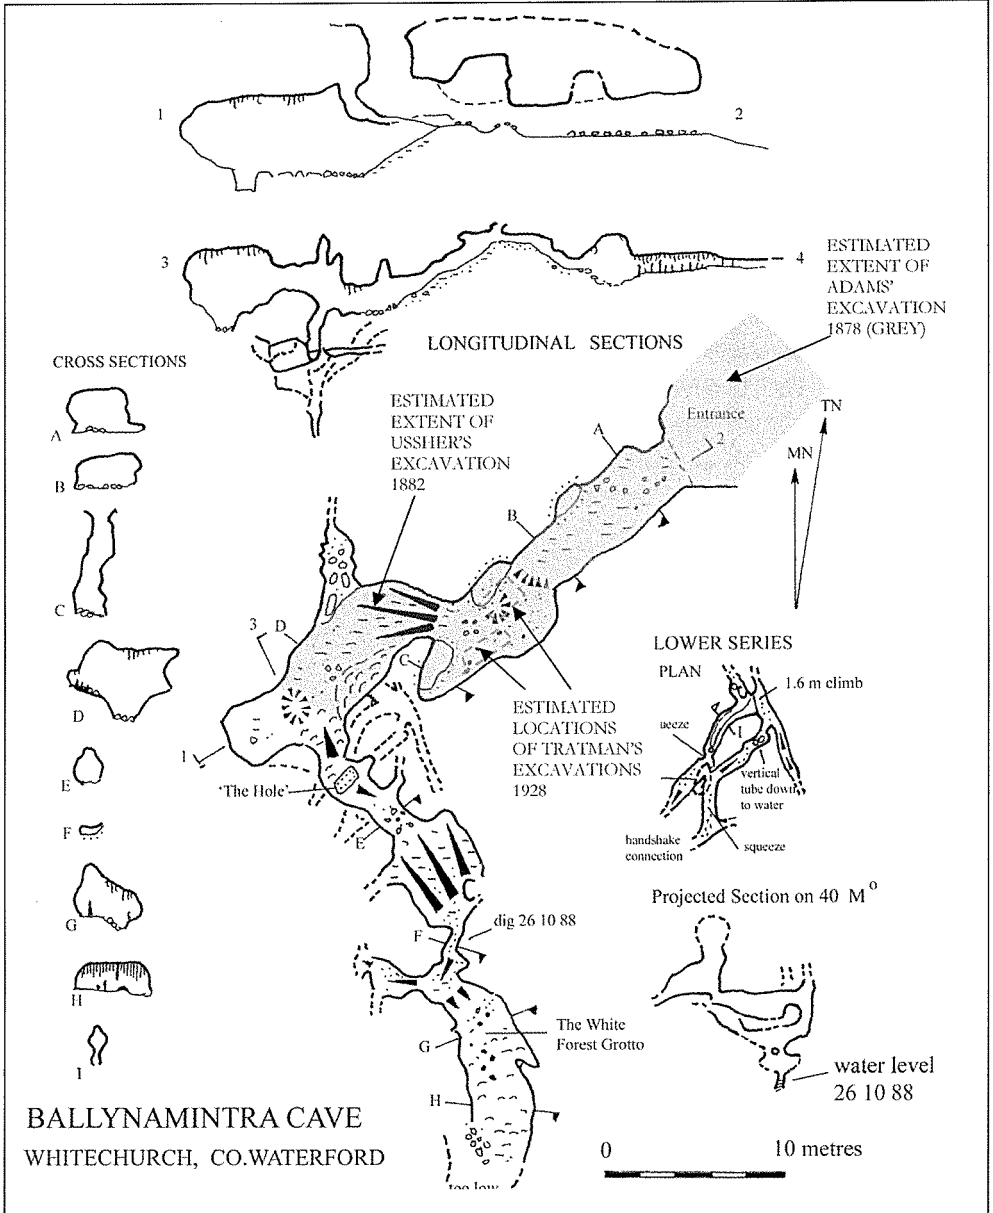 1
2
3
4
ESTIMATED
EXTENT OF
ADAMS'
EXCAVATION
1878 (GREY)
LONGITUDINAL SECTIONS
CROSS SECTIONS
A
B
C
D
E
F
G
H
I
ESTIMATED
EXTENT OF
USSHER'S
EXCAVATION
1882
Entrance
2
A
B
TN
MN
3
D
C
1
'The Hole'
E
ESTIMATED
LOCATIONS
OF TRATMAN'S
EXCAVATIONS
1928
LOWER SERIES
PLAN
1.6 m climb
I
ueeze
vertical
tube down
to water
handshake
connection
squeeze
F
dig 26 10 88
G
The White
Forest Grotto
H
too low
Projected Section on 40 M°
water level
26 10 88
BALLYNAMINTRA CAVE
WHITECHURCH, CO.WATERFORD
0
10 metres